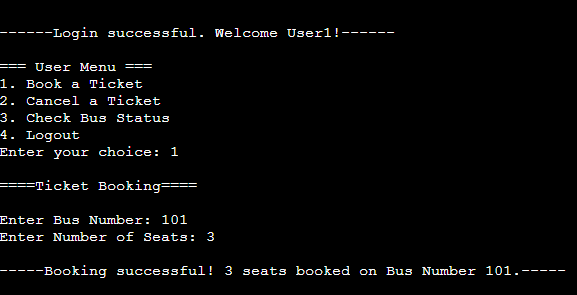 ------Login successful. Welcome User1!------
=== User Menu ===
1. Book a Ticket
2. Cancel a Ticket
3. Check Bus Status
4. Logout
Enter your choice: 1
====Ticket Booking====
Enter Bus Number: 101
Enter Number of Seats: 3
-----Booking successful! 3 seats booked on Bus Number 101.-----